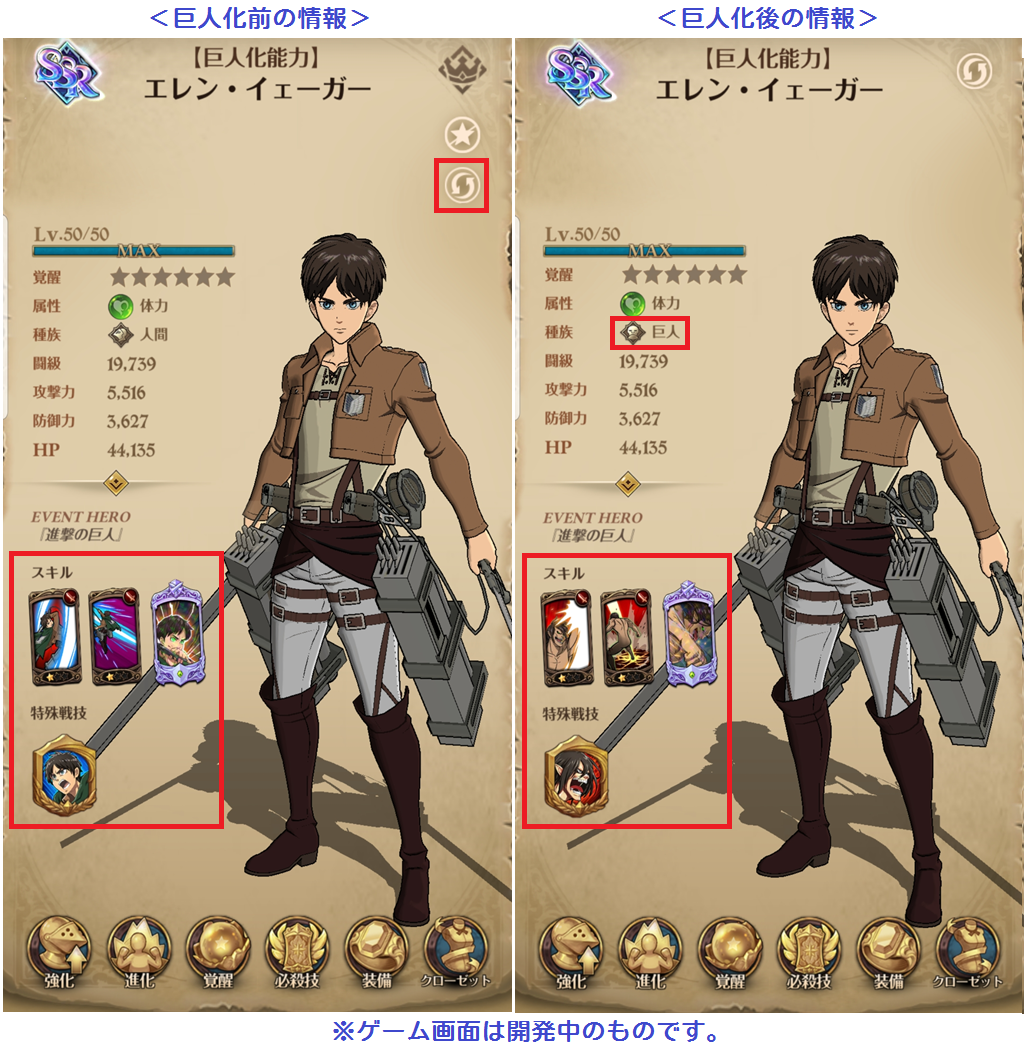 ＜巨人化前の情報＞
SSR
【巨人化能力】
エレン・イェーガー
Lv.50/50
MAX
覚醒
属性 体力
種族 人間
闘級 19,739
攻撃力 5,516
防御力 3,627
HP 44,135
EVENT HERO
『進撃の巨人』
スキル
特殊戦技
強化 進化 覚醒 必殺技 装備 クローゼット
＜巨人化後の情報＞
SSR
【巨人化能力】
エレン・イェーガー
Lv.50/50
MAX
覚醒
属性 体力
種族 巨人
闘級 19,739
攻撃力 5,516
防御力 3,627
HP 44,135
EVENT HERO
『進撃の巨人』
スキル
特殊戦技
強化 進化 覚醒 必殺技 装備 クローゼット
※ゲーム画面は開発中のものです。